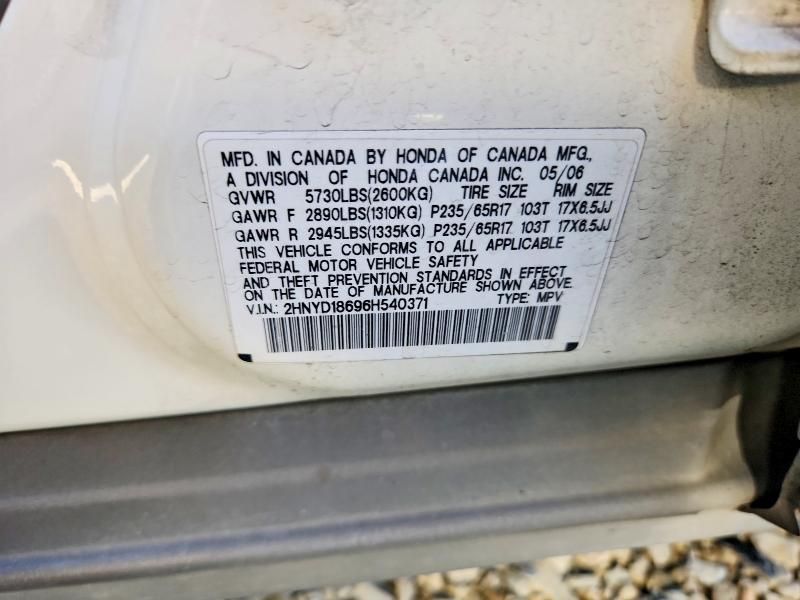 MFD. IN CANADA BY HONDA OF CANADA MFG.,
A DIVISION OF HONDA CANADA INC. 05/06
GVWR 5730LBS(2600KG) TIRE SIZE RIM SIZE
GAWR F 2890LBS(1310KG) P235/65R17 103T 17X6.5JJ
GAWR R 2945LBS(1335KG) P235/65R17 103T 17X6.5JJ
THIS VEHICLE CONFORMS TO ALL APPLICABLE
FEDERAL MOTOR VEHICLE SAFETY
AND THEFT PREVENTION STANDARDS IN EFFECT
ON THE DATE OF MANUFACTURE SHOWN ABOVE.
V.I.N.: 2HNYD18696H540371 TYPE: MPV